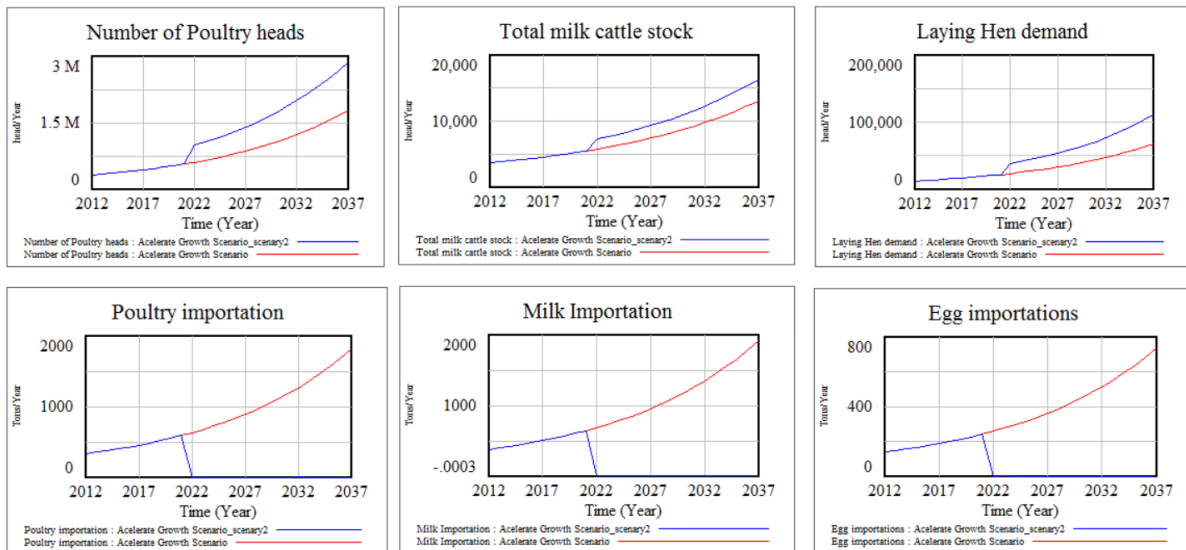 Number of Poultry heads
3 M
1.5 M
0
head/Year
2012 2017 2022 2027 2032 2037
Time (Year)
Number of Poultry heads : Acelerate Growth Scenario_scenary2
Number of Poultry heads : Acelerate Growth Scenario
Total milk cattle stock
20,000
10,000
0
head/Year
2012 2017 2022 2027 2032 2037
Time (Year)
Total milk cattle stock : Acelerate Growth Scenario_scenary2
Total milk cattle stock : Acelerate Growth Scenario
Laying Hen demand
200,000
100,000
0
head/Year
2012 2017 2022 2027 2032 2037
Time (Year)
Laying Hen demand : Acelerate Growth Scenario_scenary2
Laying Hen demand : Acelerate Growth Scenario
Poultry importation
2000
1000
0
Tons/Year
2012 2017 2022 2027 2032 2037
Time (Year)
Poultry importation : Acelerate Growth Scenario_scenary2
Poultry importation : Acelerate Growth Scenario
Milk Importation
2000
1000
-.0003
Tons/Year
2012 2017 2022 2027 2032 2037
Time (Year)
Milk Importation : Acelerate Growth Scenario_scenary2
Milk Importation : Acelerate Growth Scenario
Egg importations
800
400
0
Tons/Year
2012 2017 2022 2027 2032 2037
Time (Year)
Egg importations : Acelerate Growth Scenario_scenary2
Egg importations : Acelerate Growth Scenario